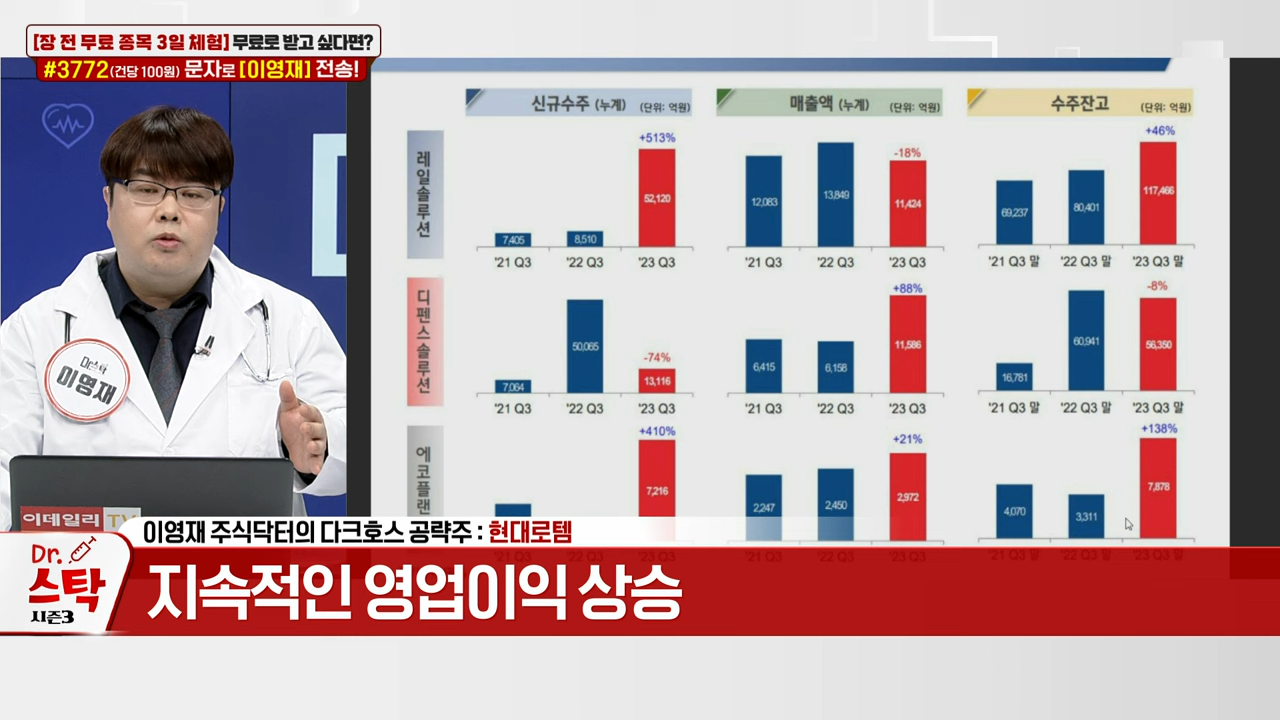 [장 전 무료 종목 3일 체험] 무료로 받고 싶다면?
#3772(건당 100원) 문자로 [이영재] 전송!
신규수주 (누계) (단위: 억원)
매출액 (누계) (단위: 억원)
수주잔고 (단위: 억원)
레일솔루션
+513%
7,405 8,510 52,120
'21 Q3 '22 Q3 '23 Q3
-18%
12,083 13,849 11,424
'21 Q3 '22 Q3 '23 Q3
+46%
69,237 80,401 117,466
'21 Q3 말 '22 Q3 말 '23 Q3 말
디펜스솔루션
-74%
7,064 50,065 13,116
'21 Q3 '22 Q3 '23 Q3
+88%
6,415 6,158 11,586
'21 Q3 '22 Q3 '23 Q3
-8%
16,781 60,941 56,350
'21 Q3 말 '22 Q3 말 '23 Q3 말
에코플랜
+410%
7,216
+21%
2,247 2,450 2,972
+138%
4,070 3,311 7,878
Dr.스탁
이영재
이데일리 TV
이영재 주식닥터의 다크호스 공략주 : 현대로템
Dr.
스탁
시즌3
지속적인 영업이익 상승